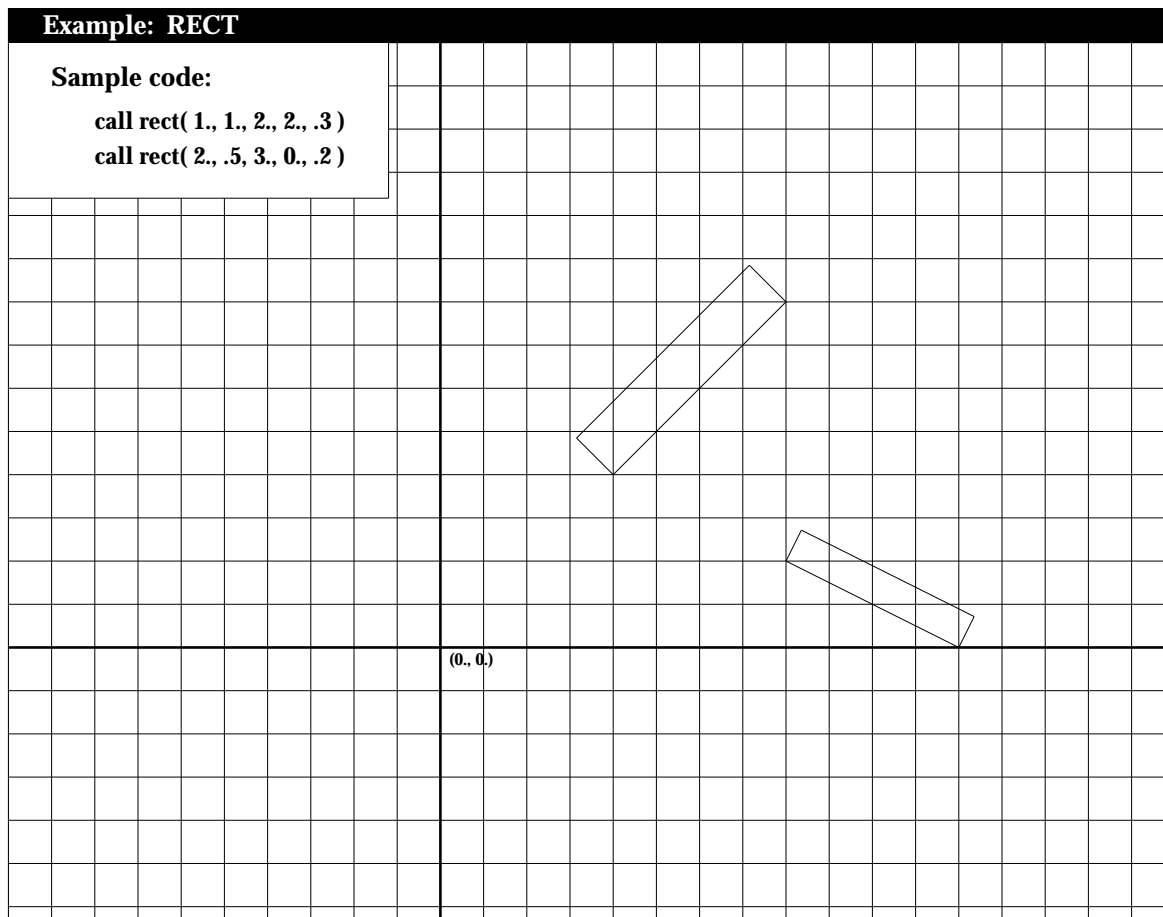 Example: RECT
Sample code:
call rect( 1., 1., 2., 2., .3 )
call rect( 2., .5, 3., 0., .2 )
(0., 0.)